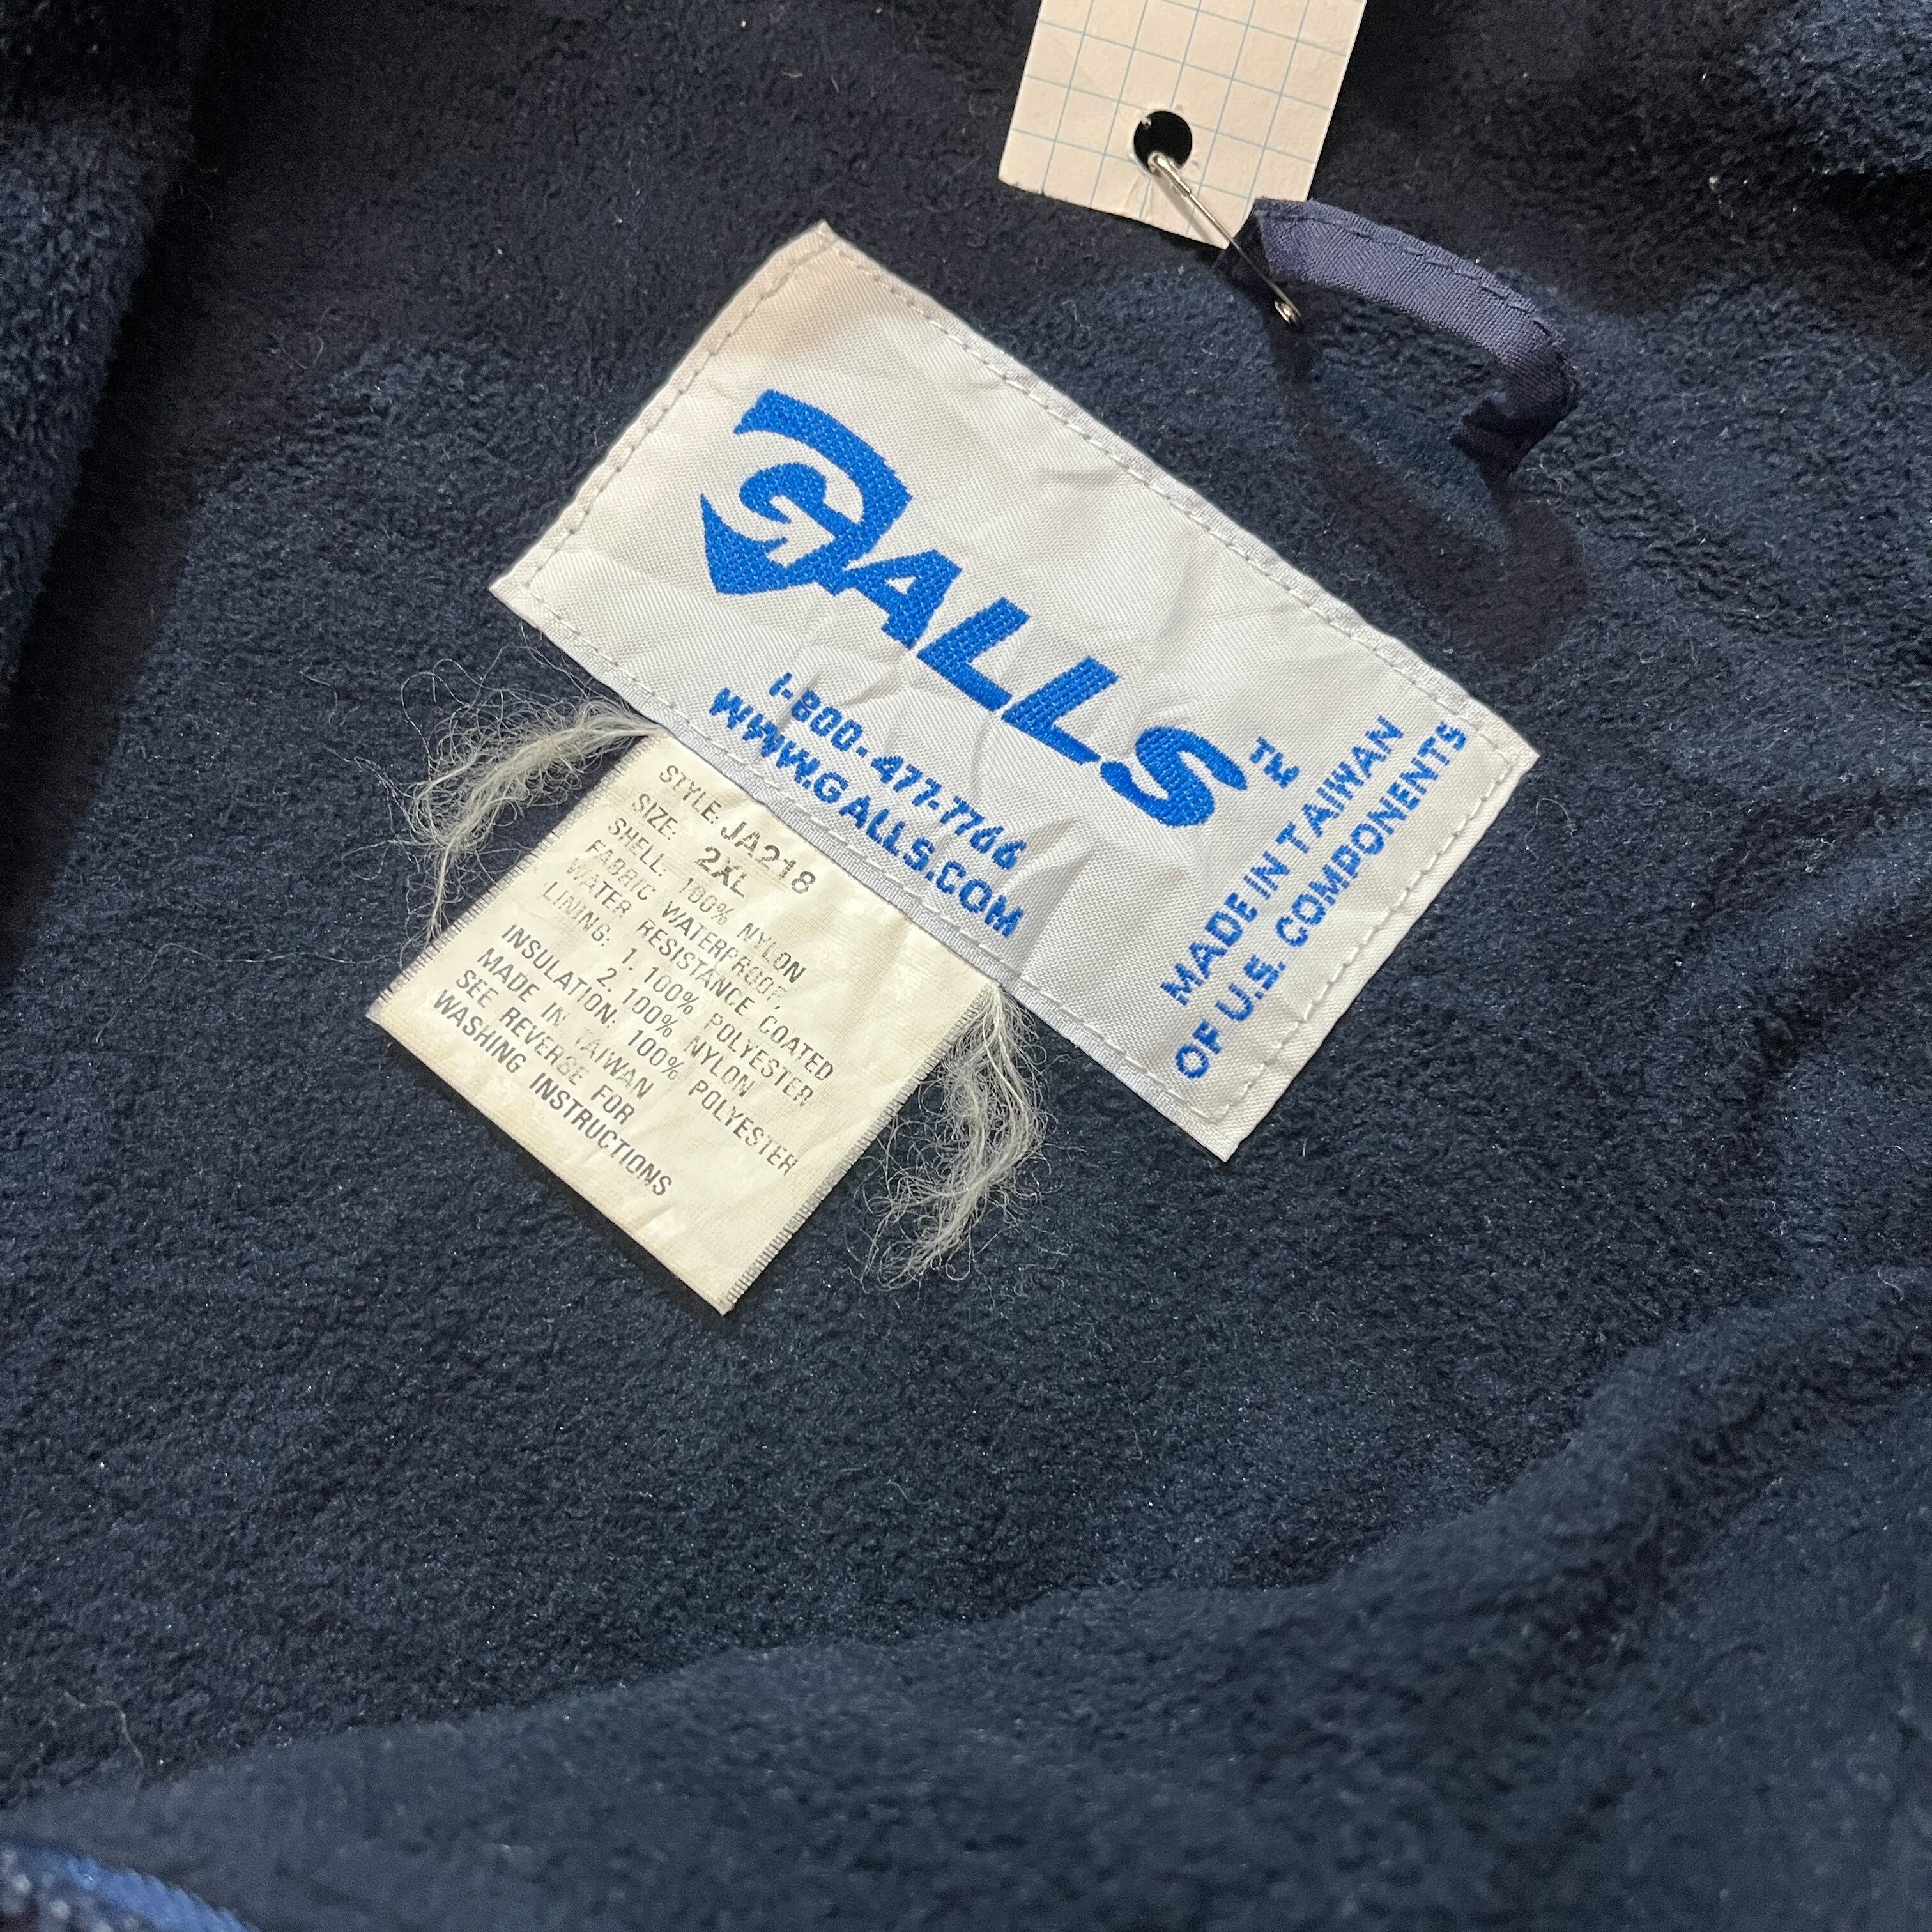 GALLS™
1-800-477-7766
WWW.GALLS.COM
MADE IN TAIWAN
OF U.S. COMPONENTS
STYLE: JA218
SIZE: 2XL
SHELL: 100% NYLON
FABRIC WATERPROOF,
WATER RESISTANCE COATED
LINING: 1. 100% POLYESTER
2. 100% NYLON
INSULATION: 100% POLYESTER
MADE IN TAIWAN
SEE REVERSE FOR
WASHING INSTRUCTIONS